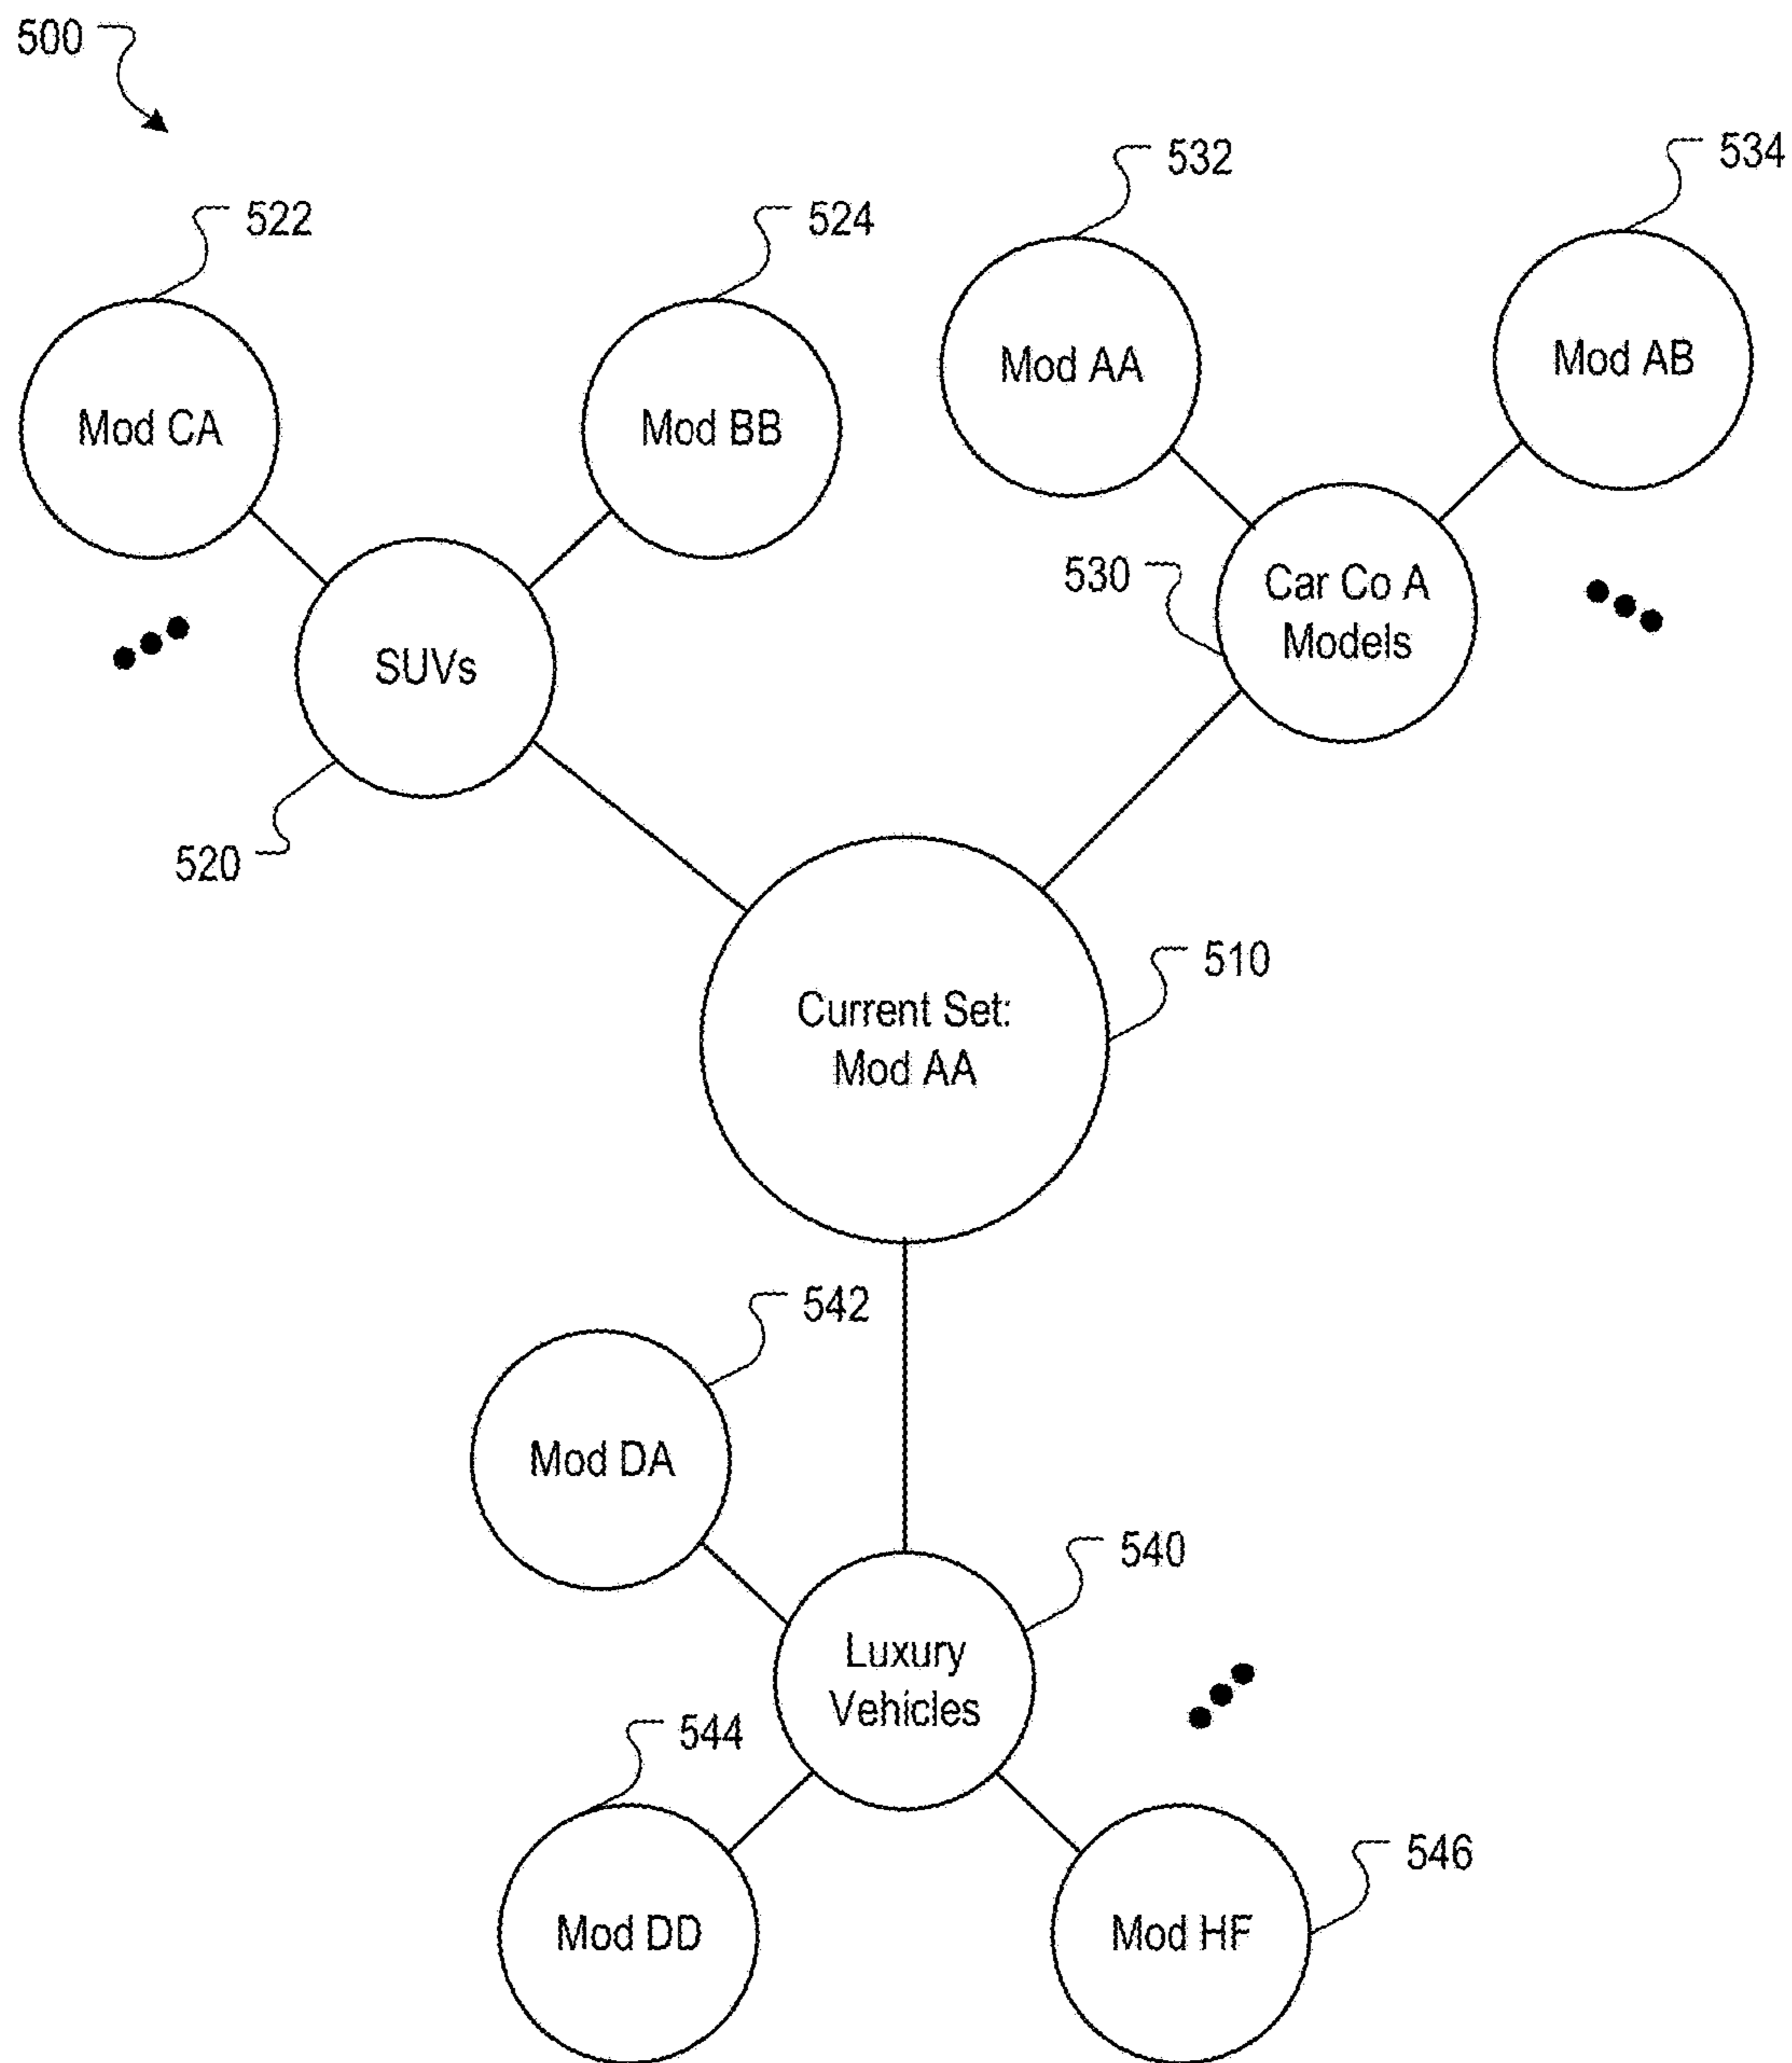 500
532
534
522
524
Mod AA
Mod AB
Mod CA
Mod BB
530
Car Co A
Models
SUVs
520
510
Current Set:
Mod AA
542
Mod DA
540
Luxury
Vehicles
544
546
Mod DD
Mod HF